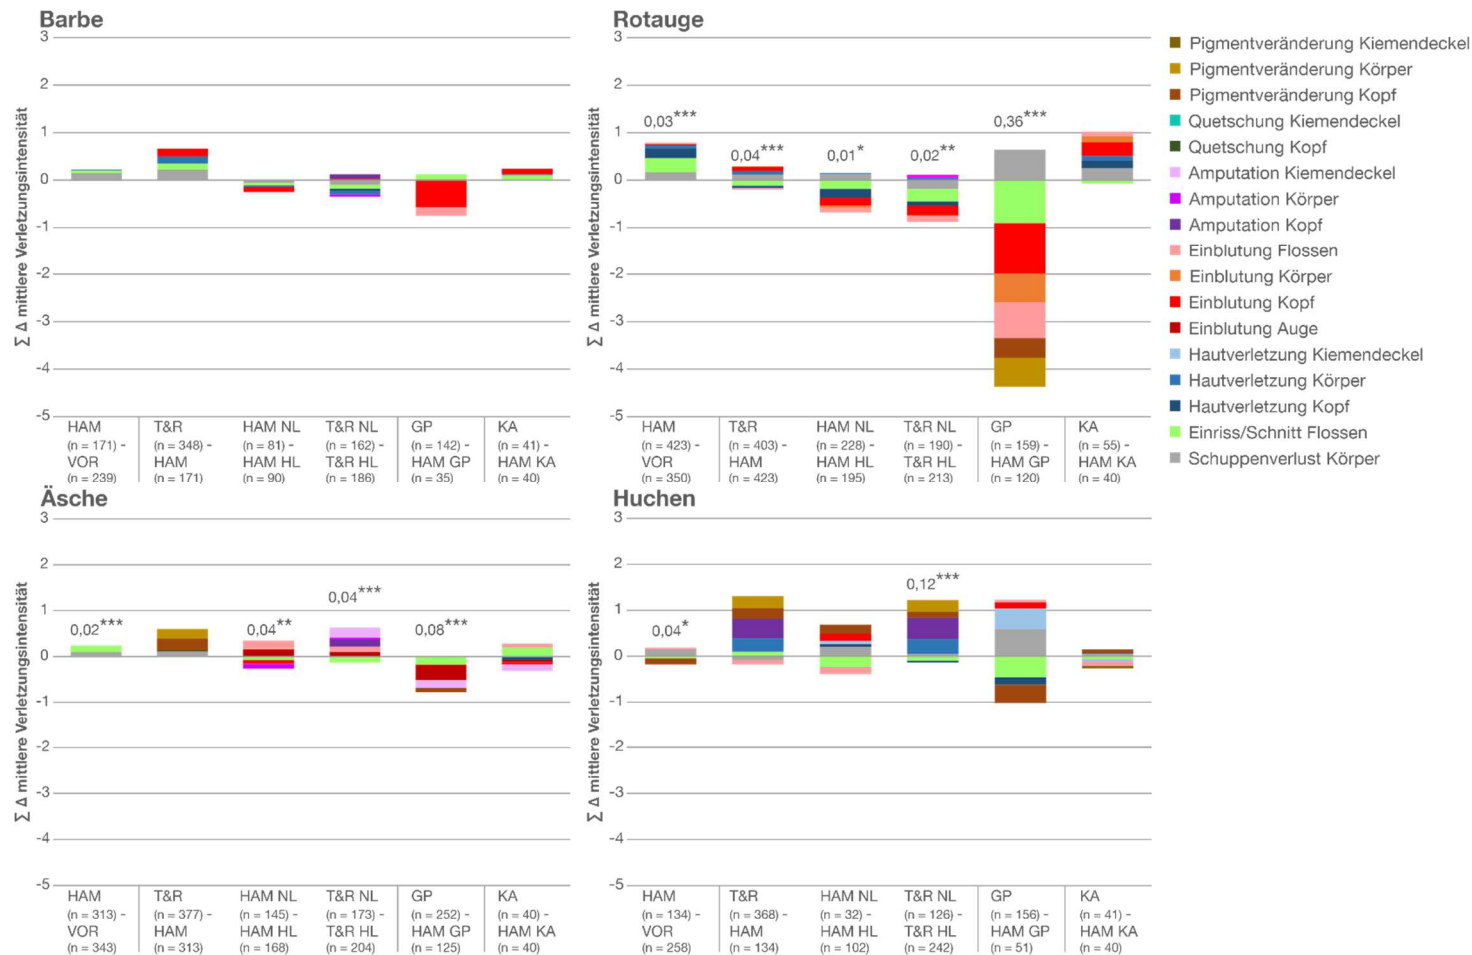 Barbe
3
2
1
0
-1
-2
-3
-4
-5
∑ Δ mittlere Verletzungsintensität
HAM
(n = 171) –
VOR
(n = 239)
T&R
(n = 348) –
HAM
(n = 171)
HAM NL
(n = 81) –
HAM HL
(n = 90)
T&R NL
(n = 162) –
T&R HL
(n = 186)
GP
(n = 142) –
HAM GP
(n = 35)
KA
(n = 41) –
HAM KA
(n = 40)
Rotauge
3
2
1
0
-1
-2
-3
-4
-5
∑ Δ mittlere Verletzungsintensität
0,03***
0,04***
0,01*
0,02**
0,36***
HAM
(n = 423) –
VOR
(n = 350)
T&R
(n = 403) –
HAM
(n = 423)
HAM NL
(n = 228) –
HAM HL
(n = 195)
T&R NL
(n = 190) –
T&R HL
(n = 213)
GP
(n = 159) –
HAM GP
(n = 120)
KA
(n = 55) –
HAM KA
(n = 40)
Pigmentveränderung Kiemendeckel
Pigmentveränderung Körper
Pigmentveränderung Kopf
Quetschung Kiemendeckel
Quetschung Kopf
Amputation Kiemendeckel
Amputation Körper
Amputation Kopf
Einblutung Flossen
Einblutung Körper
Einblutung Kopf
Einblutung Auge
Hautverletzung Kiemendeckel
Hautverletzung Körper
Hautverletzung Kopf
Einriss/Schnitt Flossen
Schuppenverlust Körper
Äsche
3
2
1
0
-1
-2
-3
-4
-5
∑ Δ mittlere Verletzungsintensität
0,02***
0,04**
0,04***
0,08***
HAM
(n = 313) –
VOR
(n = 343)
T&R
(n = 377) –
HAM
(n = 313)
HAM NL
(n = 145) –
HAM HL
(n = 168)
T&R NL
(n = 173) –
T&R HL
(n = 204)
GP
(n = 252) –
HAM GP
(n = 125)
KA
(n = 40) –
HAM KA
(n = 40)
Huchen
3
2
1
0
-1
-2
-3
-4
-5
∑ Δ mittlere Verletzungsintensität
0,04*
0,12***
HAM
(n = 134) –
VOR
(n = 258)
T&R
(n = 368) –
HAM
(n = 134)
HAM NL
(n = 32) –
HAM HL
(n = 102)
T&R NL
(n = 126) –
T&R HL
(n = 242)
GP
(n = 156) –
HAM GP
(n = 51)
KA
(n = 41) –
HAM KA
(n = 40)